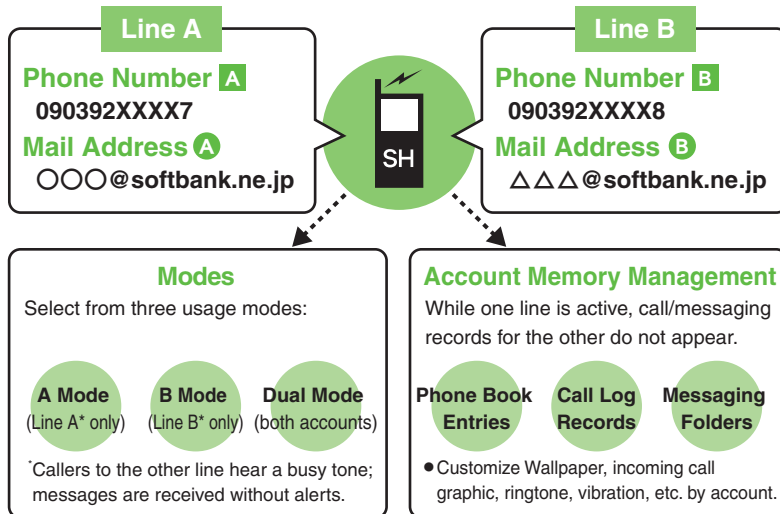 Line A
Phone Number A
090392XXXX7
Mail Address A
○○○@softbank.ne.jp
SH
Line B
Phone Number B
090392XXXX8
Mail Address B
△△△@softbank.ne.jp
Modes
Select from three usage modes:
A Mode
(Line A* only)
B Mode
(Line B* only)
Dual Mode
(both accounts)
*Callers to the other line hear a busy tone;
messages are received without alerts.
Account Memory Management
While one line is active, call/messaging
records for the other do not appear.
Phone Book
Entries
Call Log
Records
Messaging
Folders
●Customize Wallpaper, incoming call
graphic, ringtone, vibration, etc. by account.